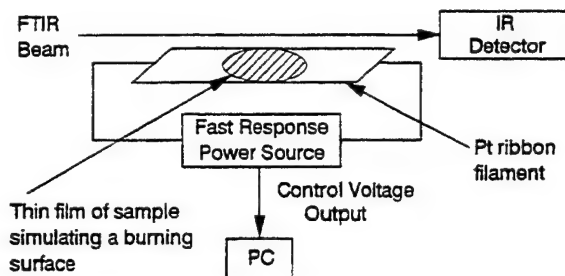 FTIR
Beam
IR
Detector
Fast Response
Power Source
Pt ribbon
filament
Control Voltage
Output
Thin film of sample
simulating a burning
surface
PC